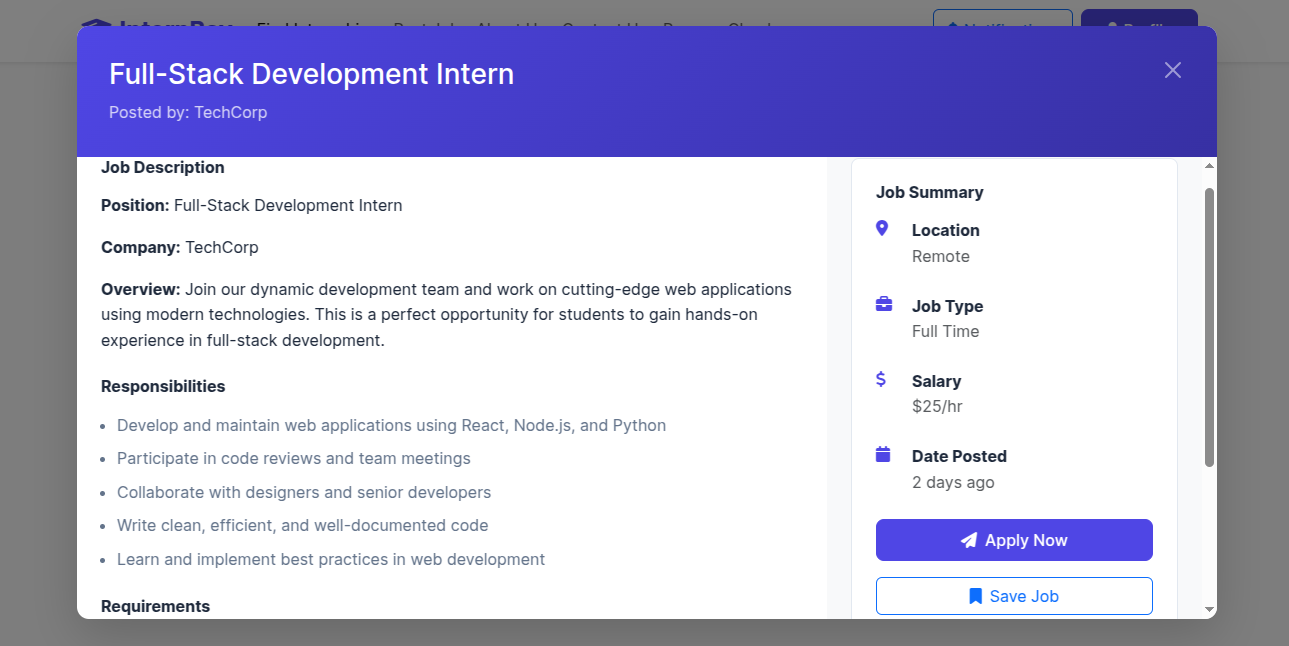 Full-Stack Development Intern
Posted by: TechCorp
Job Description
Position: Full-Stack Development Intern
Company: TechCorp
Overview: Join our dynamic development team and work on cutting-edge web applications
using modern technologies. This is a perfect opportunity for students to gain hands-on
experience in full-stack development.
Responsibilities
Develop and maintain web applications using React, Node.js, and Python
Participate in code reviews and team meetings
Collaborate with designers and senior developers
Write clean, efficient, and well-documented code
Learn and implement best practices in web development
Requirements
Job Summary
Location
Remote
Job Type
Full Time
Salary
$25/hr
Date Posted
2 days ago
Apply Now
Save Job